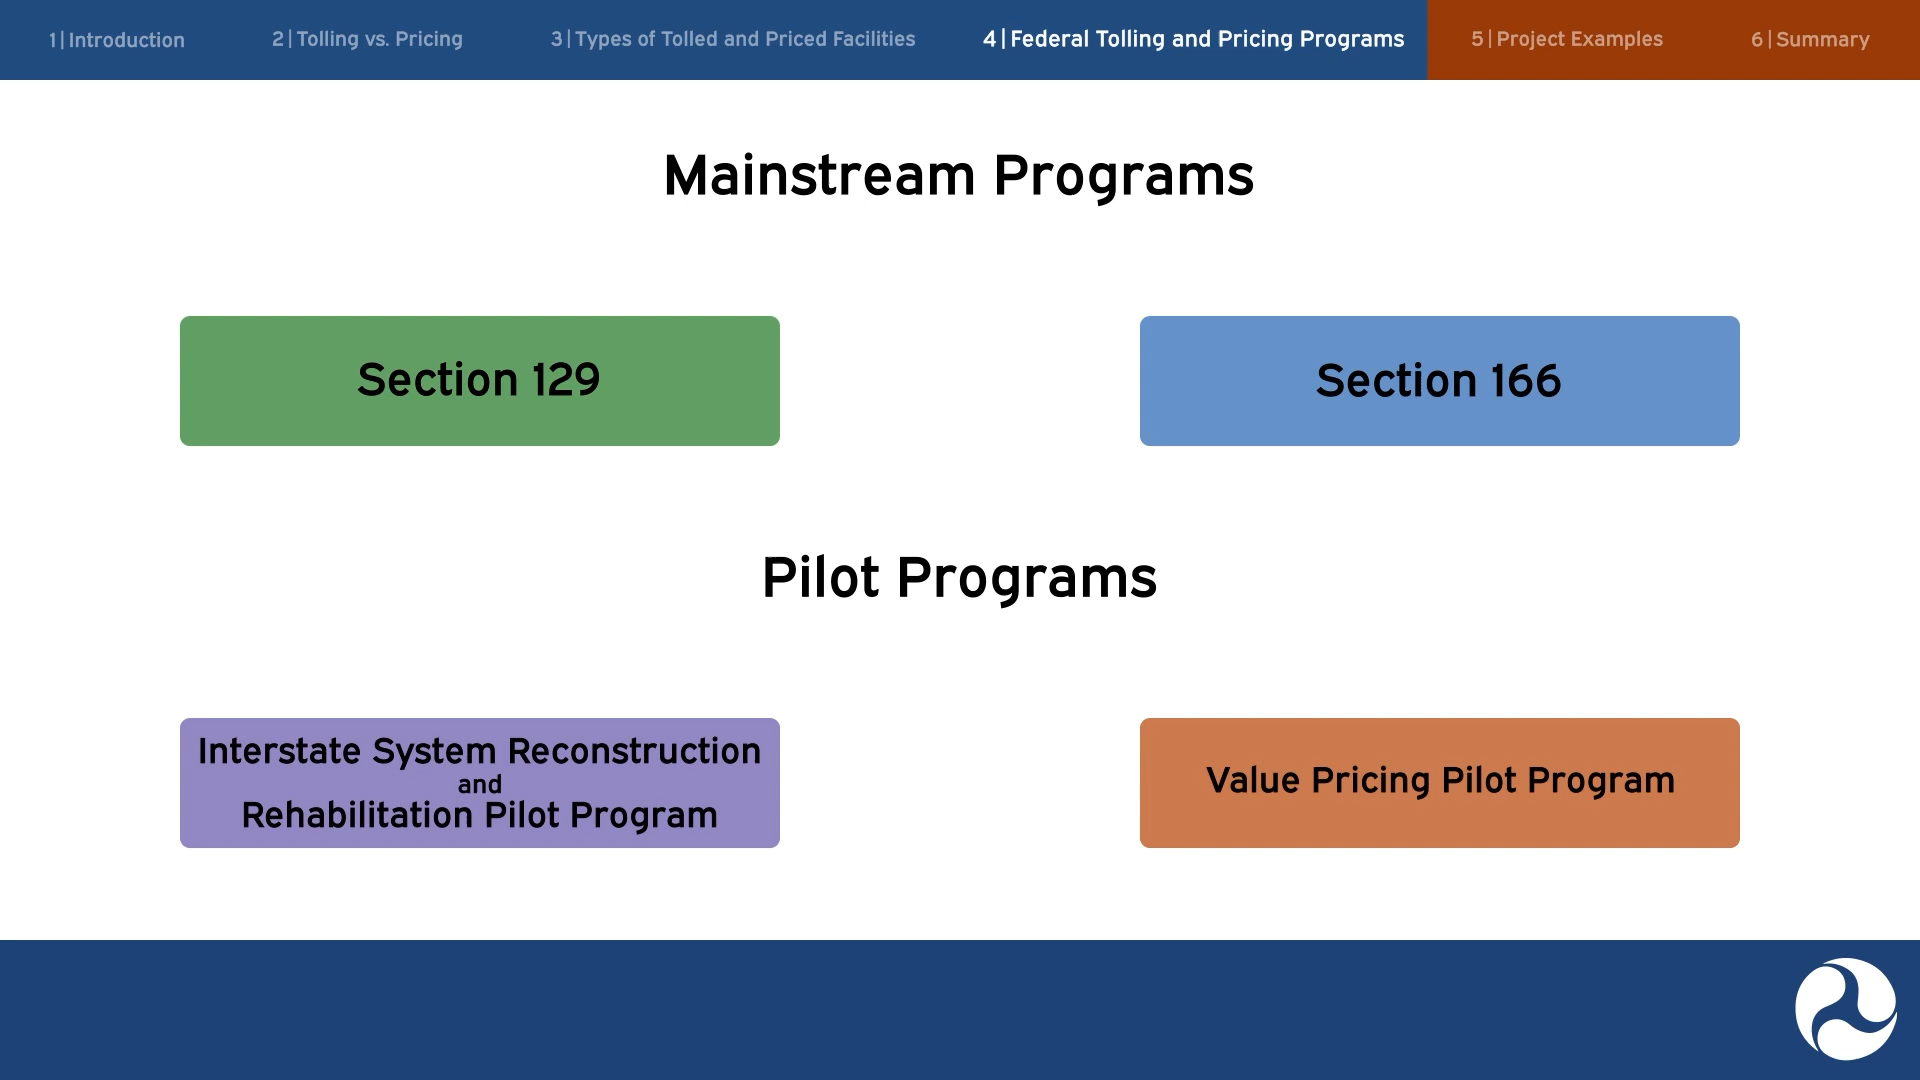 1|Introduction
2|Tolling vs. Pricing
3|Types of Tolled and Priced Facilities
4|Federal Tolling and Pricing Programs
5|Project Examples
6|Summary
Mainstream Programs
Section 129
Section 166
Pilot Programs
Interstate System Reconstruction
and
Rehabilitation Pilot Program
Value Pricing Pilot Program